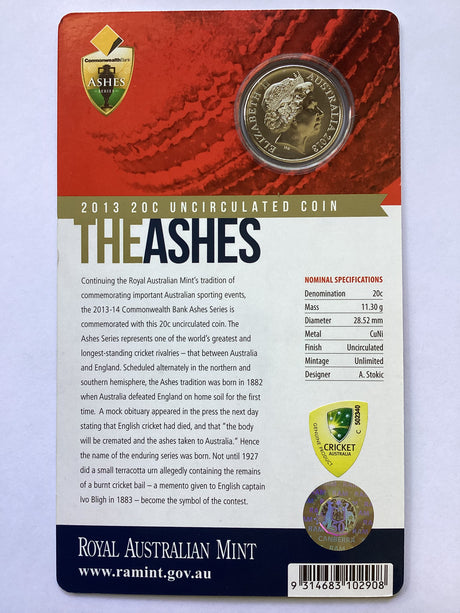 CommonwealthBank
ASHES
SERIES
ELIZABETH II AUSTRALIA 2013
2013 20C UNCIRCULATED COIN
THEASHES
Continuing the Royal Australian Mint's tradition of
commemorating important Australian sporting events,
the 2013-14 Commonwealth Bank Ashes Series is
commemorated with this 20c uncirculated coin. The
Ashes Series represents one of the world's greatest and
longest-standing cricket rivalries – that between Australia
and England. Scheduled alternately in the northern and
southern hemisphere, the Ashes tradition was born in 1882
when Australia defeated England on home soil for the first
time. A mock obituary appeared in the press the next day
stating that English cricket had died, and that "the body
will be cremated and the ashes taken to Australia." Hence
the name of the enduring series was born. Not until 1927
did a small terracotta urn allegedly containing the remains
of a burnt cricket bail – a memento given to English captain
Ivo Bligh in 1883 – become the symbol of the contest.
NOMINAL SPECIFICATIONS
Denomination 20c
Mass 11.30 g
Diameter 28.52 mm
Metal CuNi
Finish Uncirculated
Mintage Unlimited
Designer A. Stokic
GENUINE PRODUCT
C 502340
CRICKET
AUSTRALIA
CANBERRA
RAM
ROYAL AUSTRALIAN MINT
www.ramint.gov.au
9 314683 102908